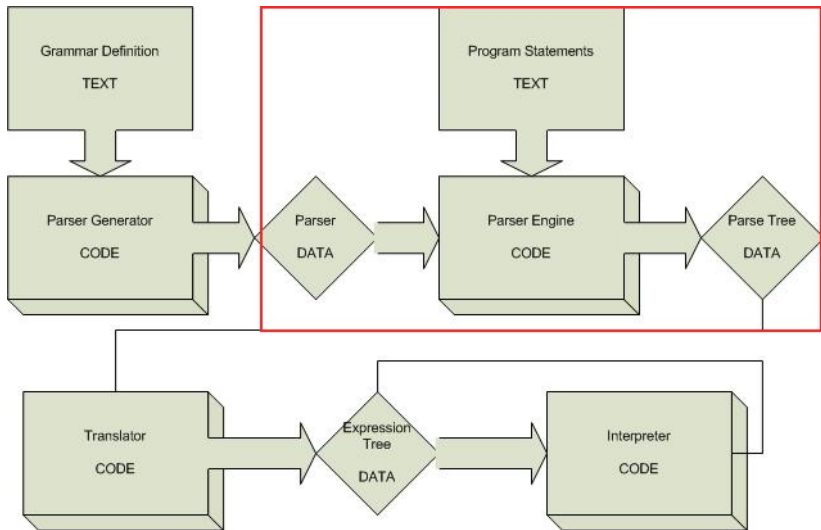 Grammar Definition
TEXT
Program Statements
TEXT
Parser Generator
CODE
Parser
DATA
Parser Engine
CODE
Parse Tree
DATA
Translator
CODE
Expression
Tree
DATA
Interpreter
CODE